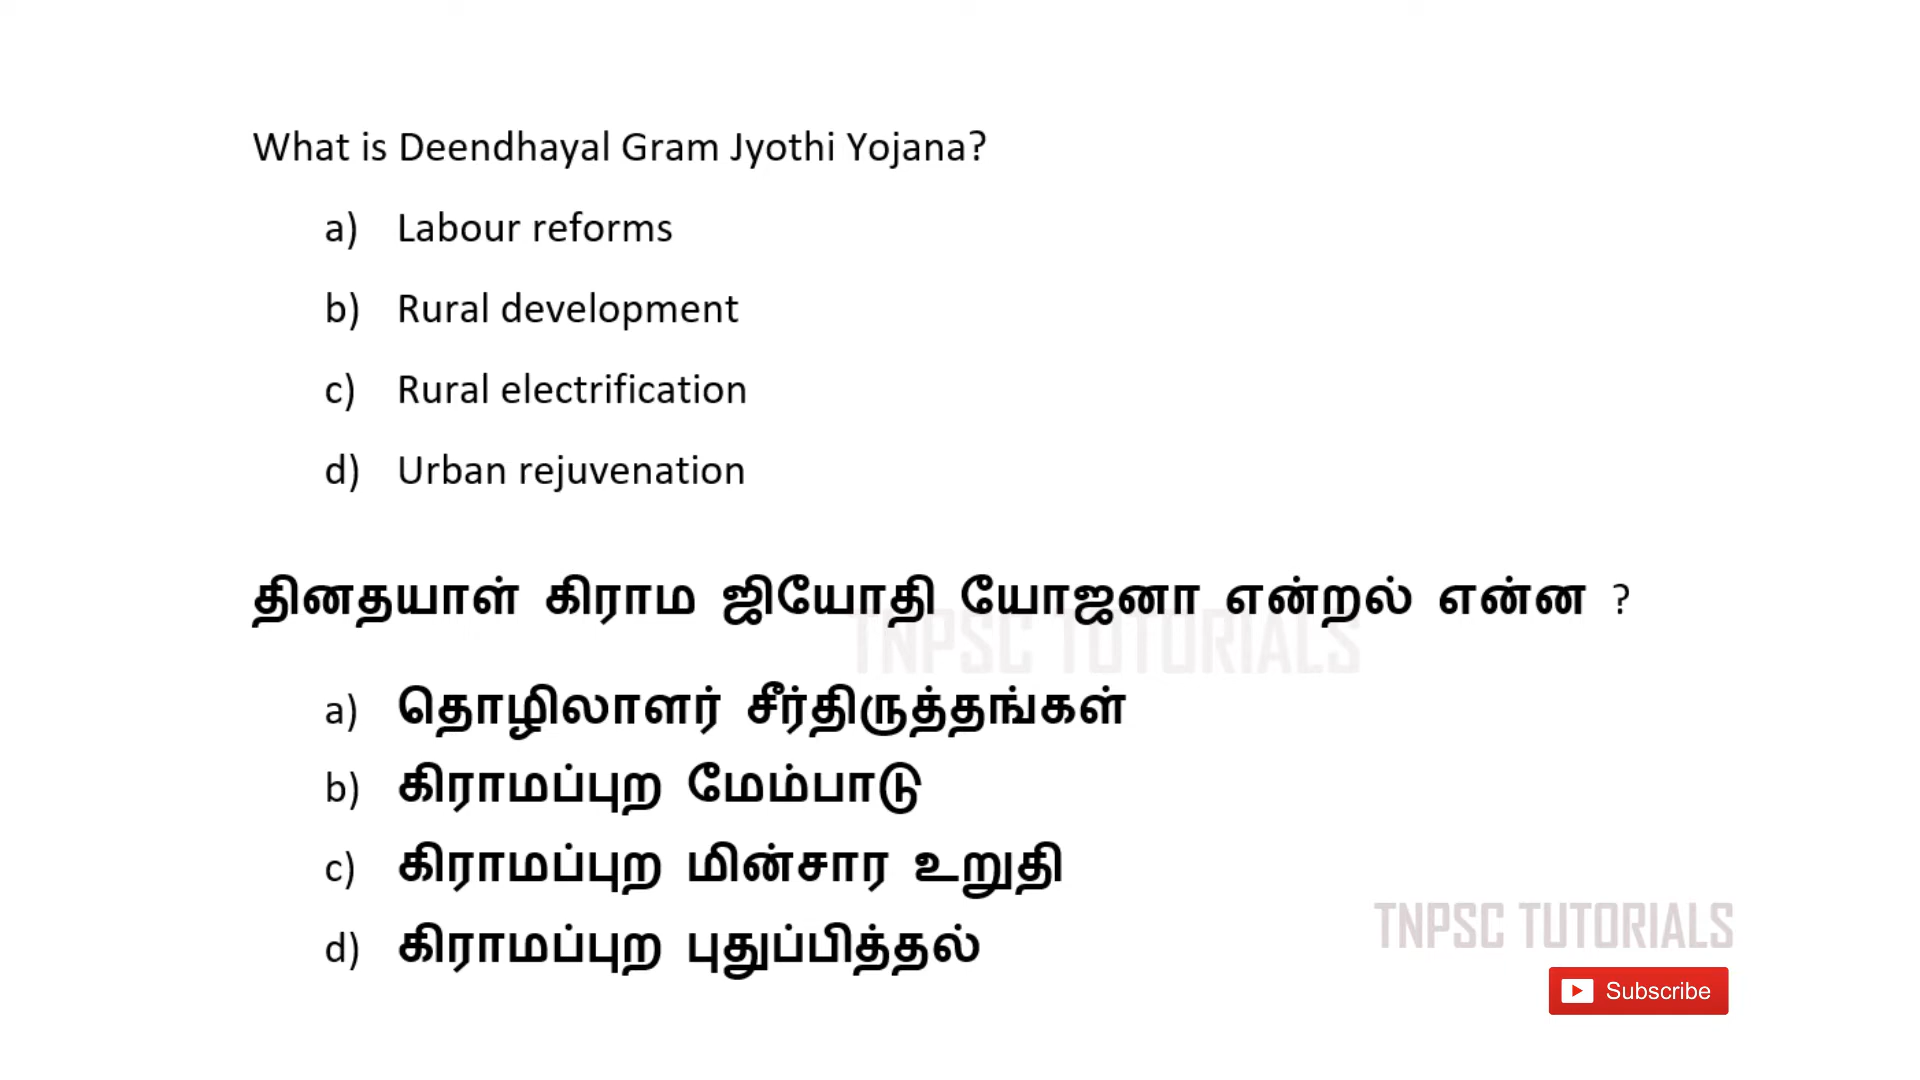 What is Deendhayal Gram Jyothi Yojana?
a) Labour reforms
b) Rural development
c) Rural electrification
d) Urban rejuvenation
தினதயாள் கிராம ஜியோதி யோஜனா என்றல் என்ன ?
TNPSC TUTORIALS
a) தொழிலாளர் சீர்திருத்தங்கள்
b) கிராமப்புற மேம்பாடு
c) கிராமப்புற மின்சார உறுதி
d) கிராமப்புற புதுப்பித்தல்
TNPSC TUTORIALS
Subscribe